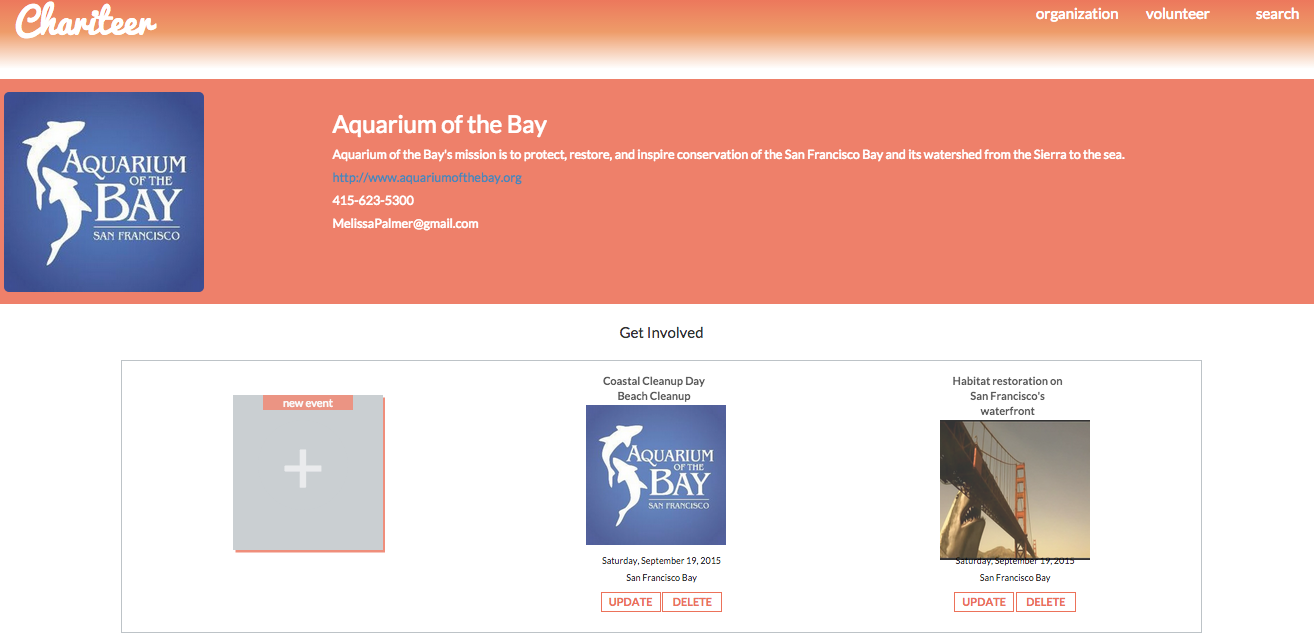 Chariteer
organization volunteer search
AQUARIUM
OF THE
BAY
SAN FRANCISCO
Aquarium of the Bay
Aquarium of the Bay's mission is to protect, restore, and inspire conservation of the San Francisco Bay and its watershed from the Sierra to the sea.
http://www.aquariumofthebay.org
415-623-5300
MelissaPalmer@gmail.com
Get Involved
new event
Coastal Cleanup Day
Beach Cleanup
AQUARIUM
OF THE
BAY
SAN FRANCISCO
Saturday, September 19, 2015
San Francisco Bay
UPDATE DELETE
Habitat restoration on
San Francisco's
waterfront
Saturday, September 19, 2015
San Francisco Bay
UPDATE DELETE